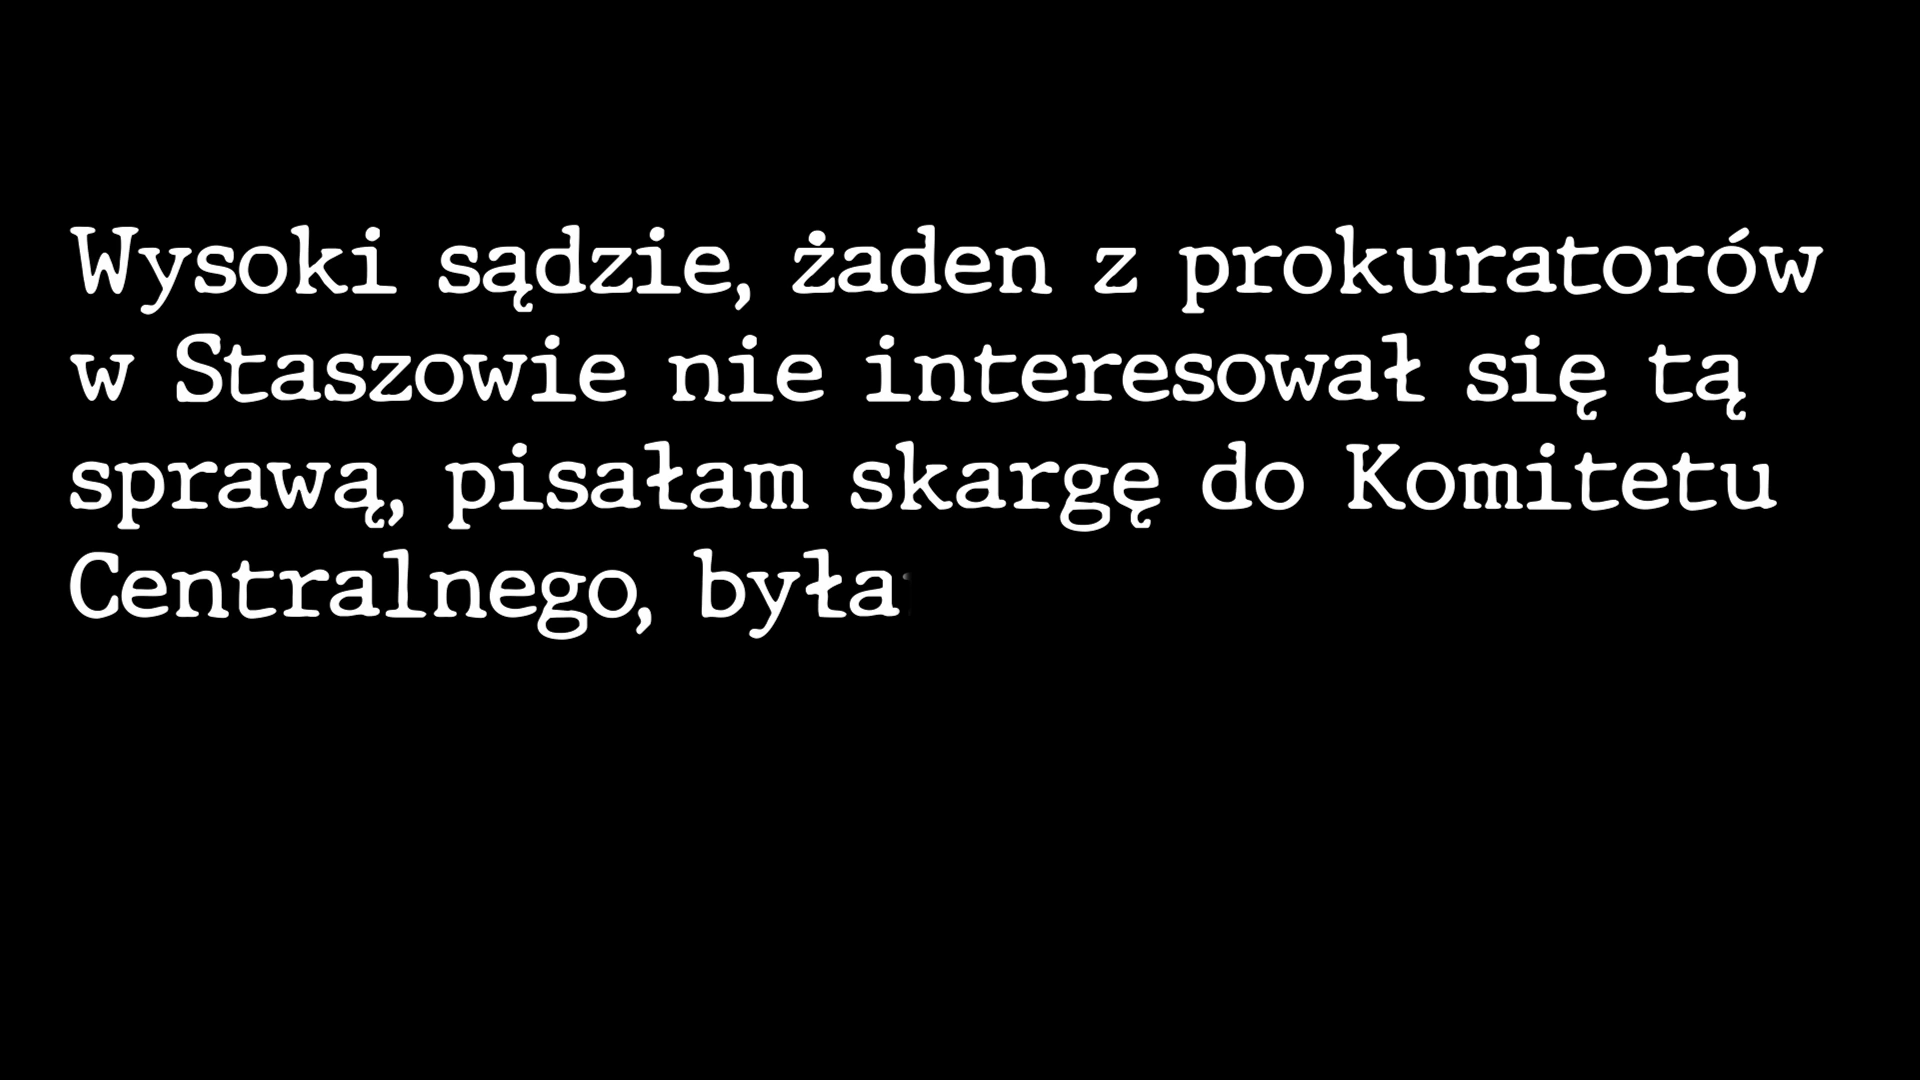 Wysoki sądzie, żaden z prokuratorów
w Staszowie nie interesował się tą
sprawą, pisałam skargę do Komitetu
Centralnego, była